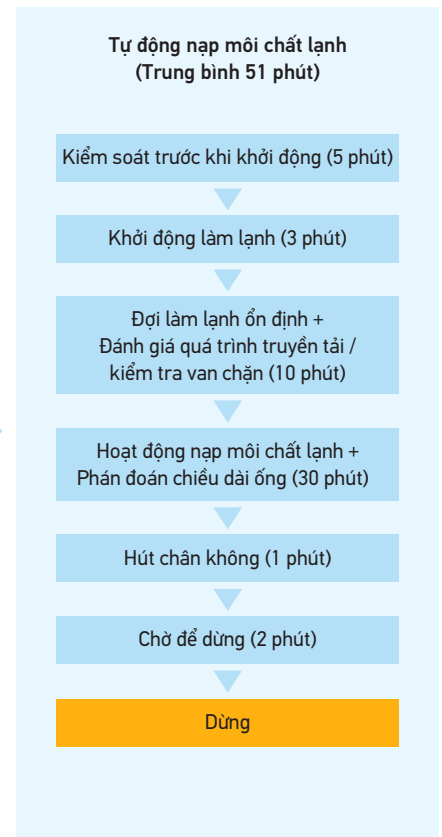 Tự động nạp môi chất lạnh
(Trung bình 51 phút)
Kiểm soát trước khi khởi động (5 phút)
Khởi động làm lạnh (3 phút)
Đợi làm lạnh ổn định +
Đánh giá quá trình truyền tải /
kiểm tra van chặn (10 phút)
Hoạt động nạp môi chất lạnh +
Phán đoán chiều dài ống (30 phút)
Hút chân không (1 phút)
Chờ để dừng (2 phút)
Dừng